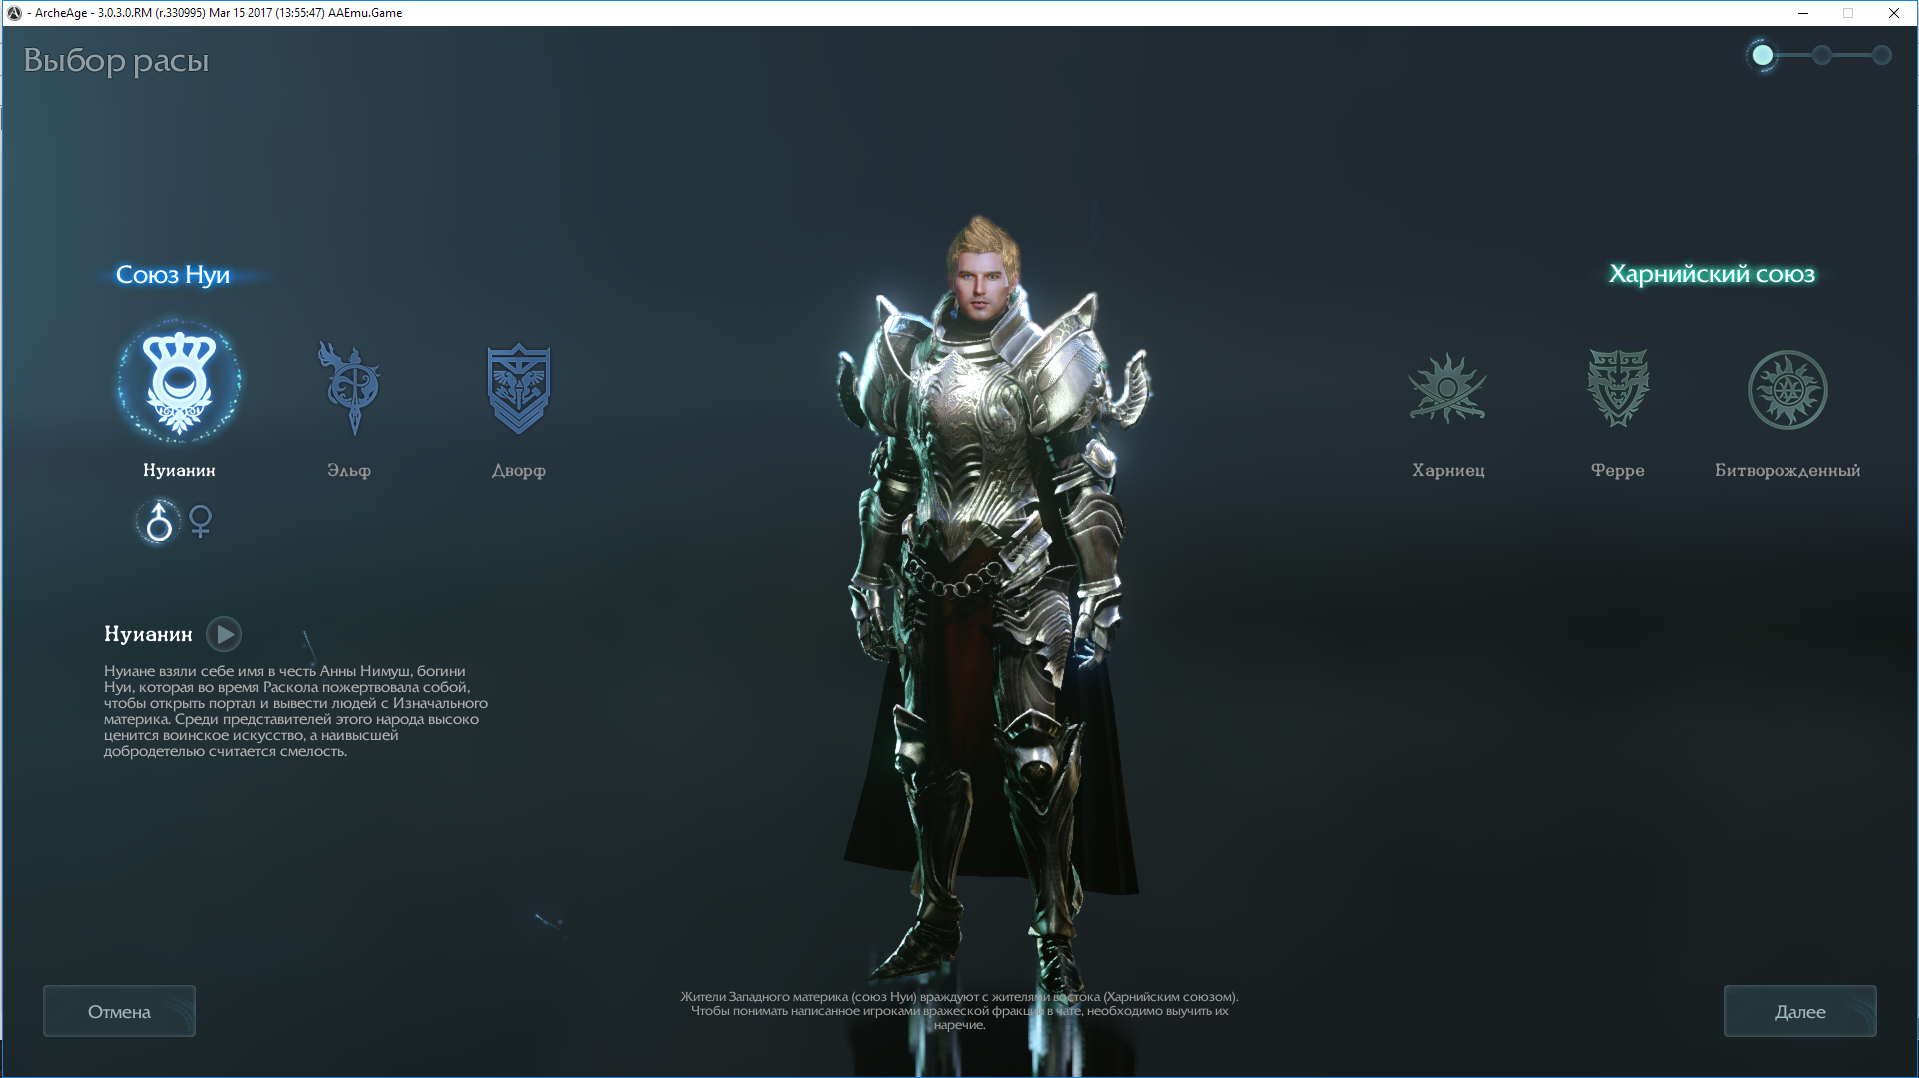 - ArcheAge - 3.0.3.0.RM (r.330995) Mar 15 2017 (13:55:47) AAEmu.Game
Выбор расы
Союз Нуи
Харнийский союз
Нуианин
Эльф
Дворф
Харниец
Ферре
Битворожденный
Нуианин
Нуиане взяли себе имя в честь Анны Нимуш, богини
Нуи, которая во время Раскола пожертвовала собой,
чтобы открыть портал и вывести людей с Изначального
материка. Среди представителей этого народа высоко
ценится воинское искусство, а наивысшей
добродетелью считается смелость.
Жители Западного материка (союз Нуи) враждуют с жителями востока (Харнийским союзом).
Чтобы понимать написанное игроками вражеской фракции в чате, необходимо выучить их
наречие.
Отмена
Далее